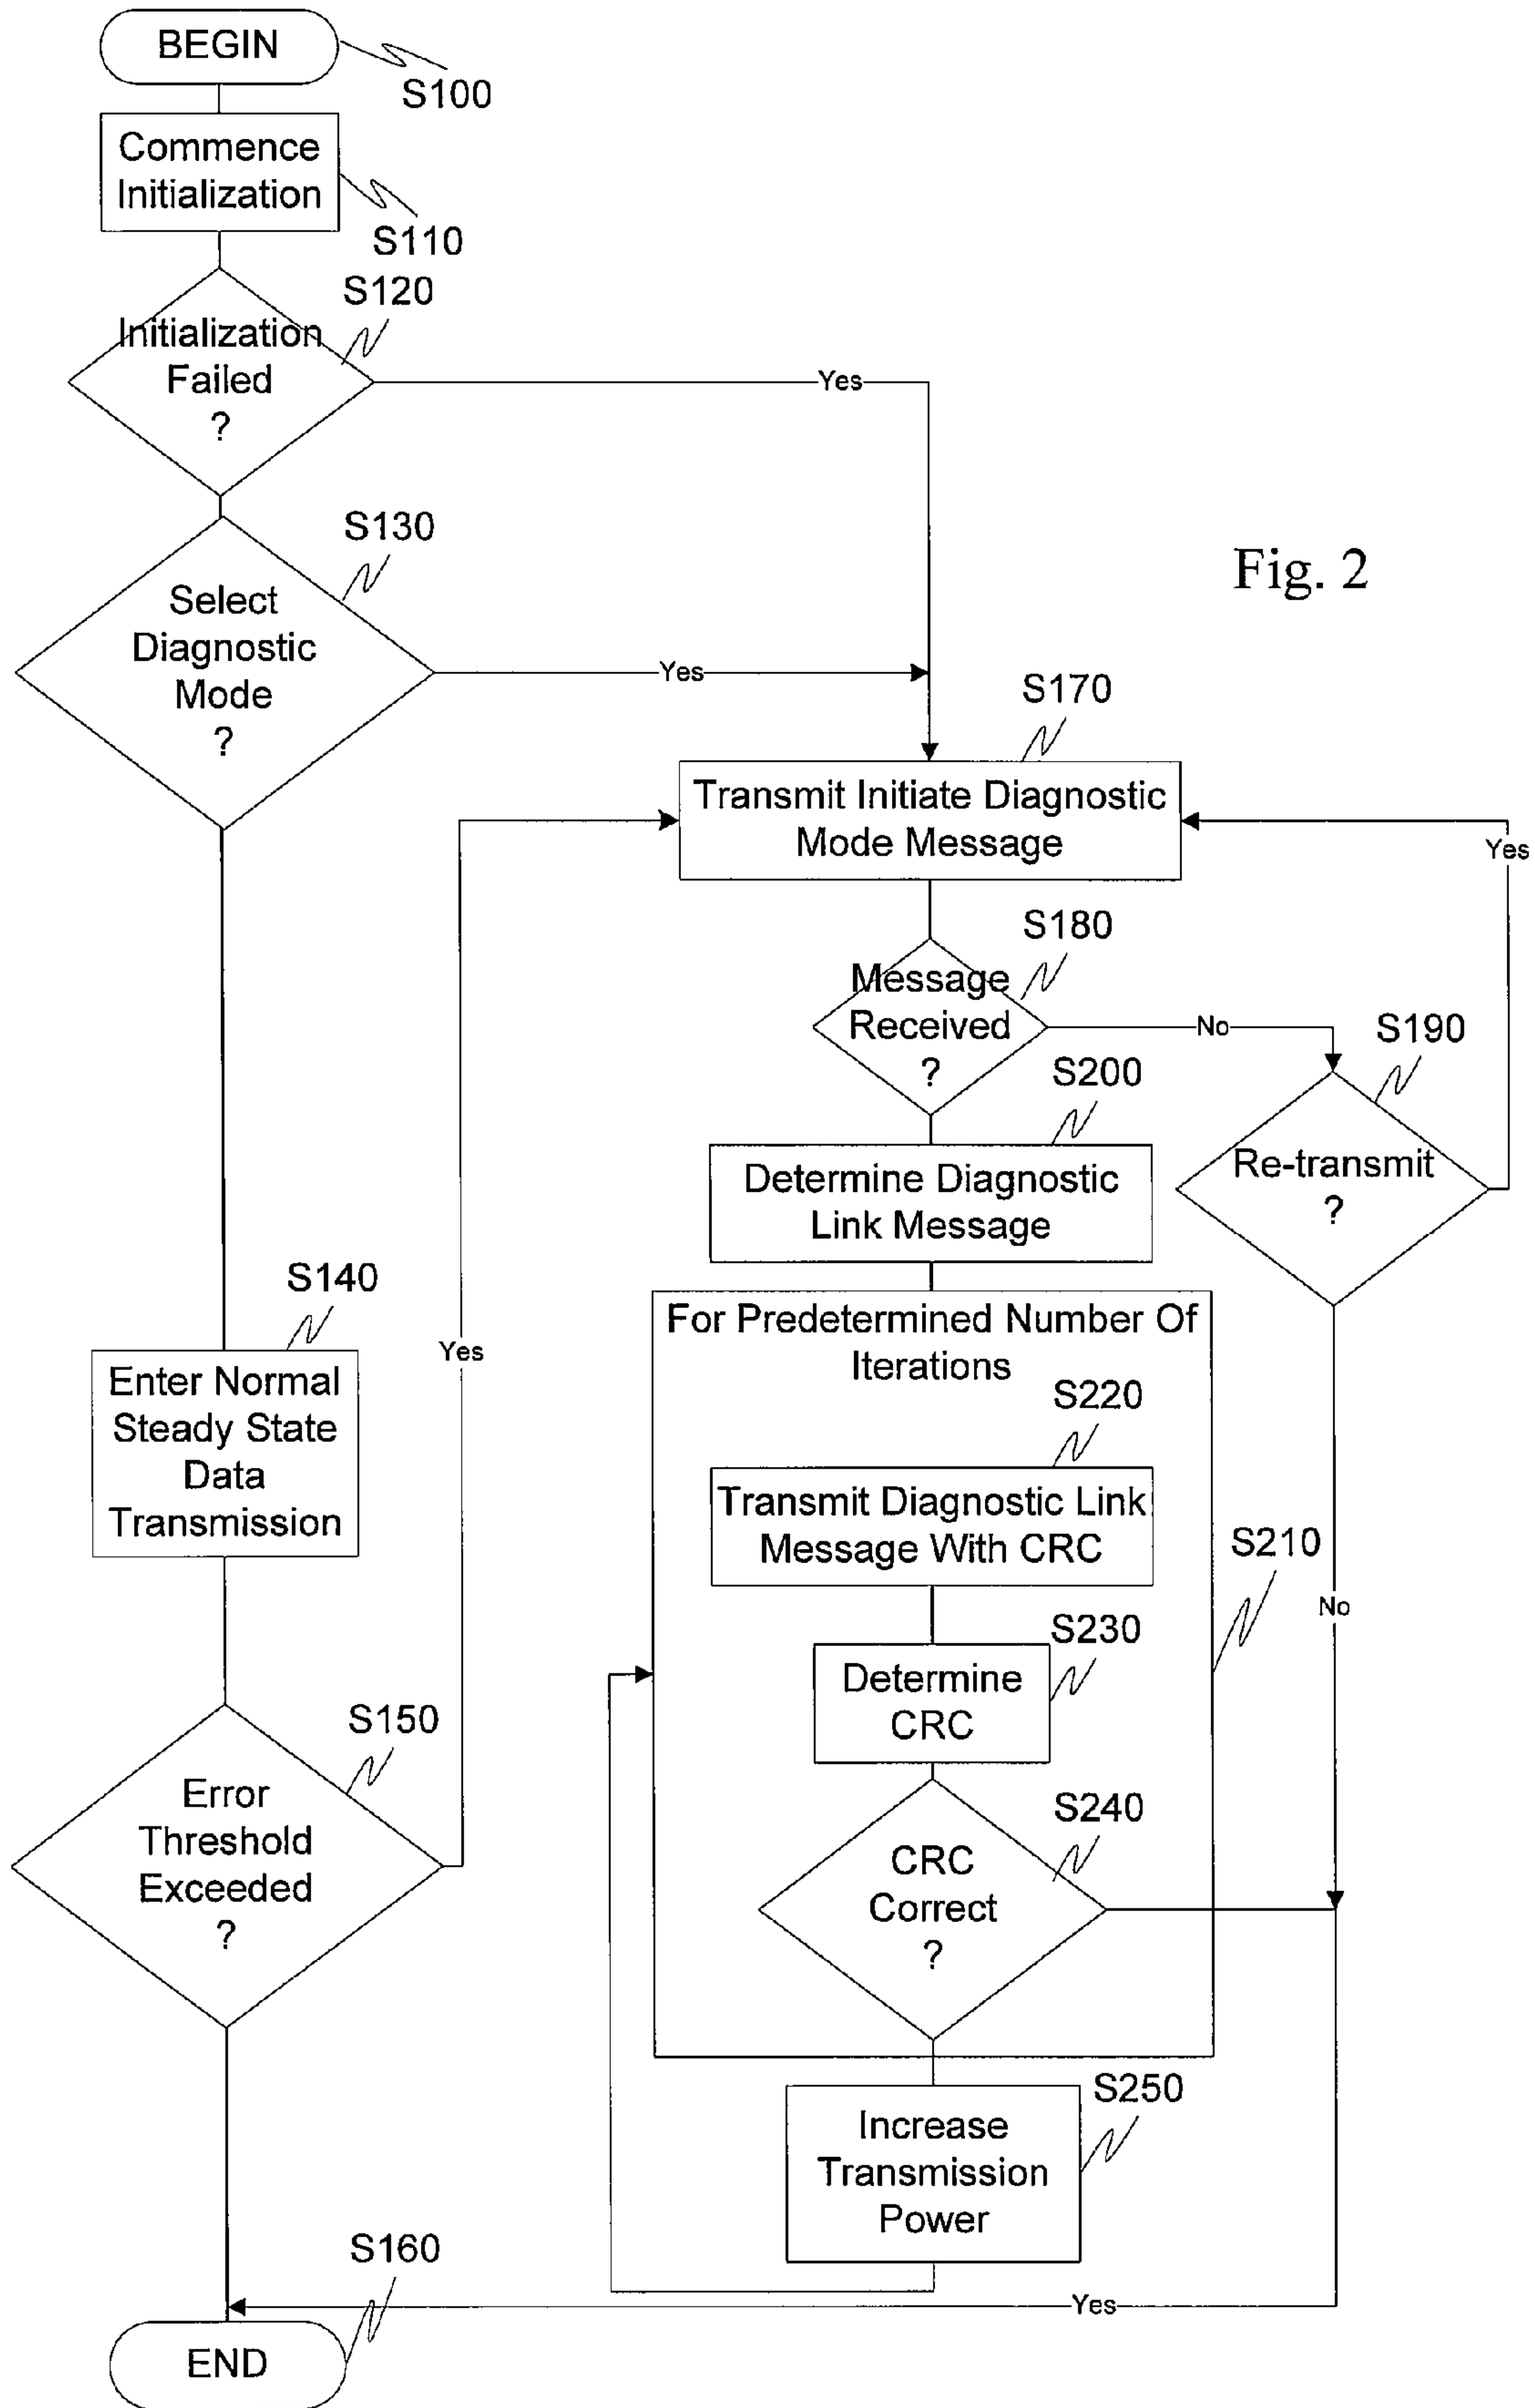 BEGIN
S100
Commence
Initialization
S110
S120
Initialization
Failed
?
Yes
S130
Select
Diagnostic
Mode
?
Yes
Fig. 2
S170
Transmit Initiate Diagnostic
Mode Message
Yes
S180
Message
Received
?
No
S190
Re-transmit
?
S200
Determine Diagnostic
Link Message
S140
Enter Normal
Steady State
Data
Transmission
Yes
For Predetermined Number Of
Iterations
S220
Transmit Diagnostic Link
Message With CRC
S210
No
S230
Determine
CRC
S150
Error
Threshold
Exceeded
?
S240
CRC
Correct
?
S250
Increase
Transmission
Power
S160
Yes
END